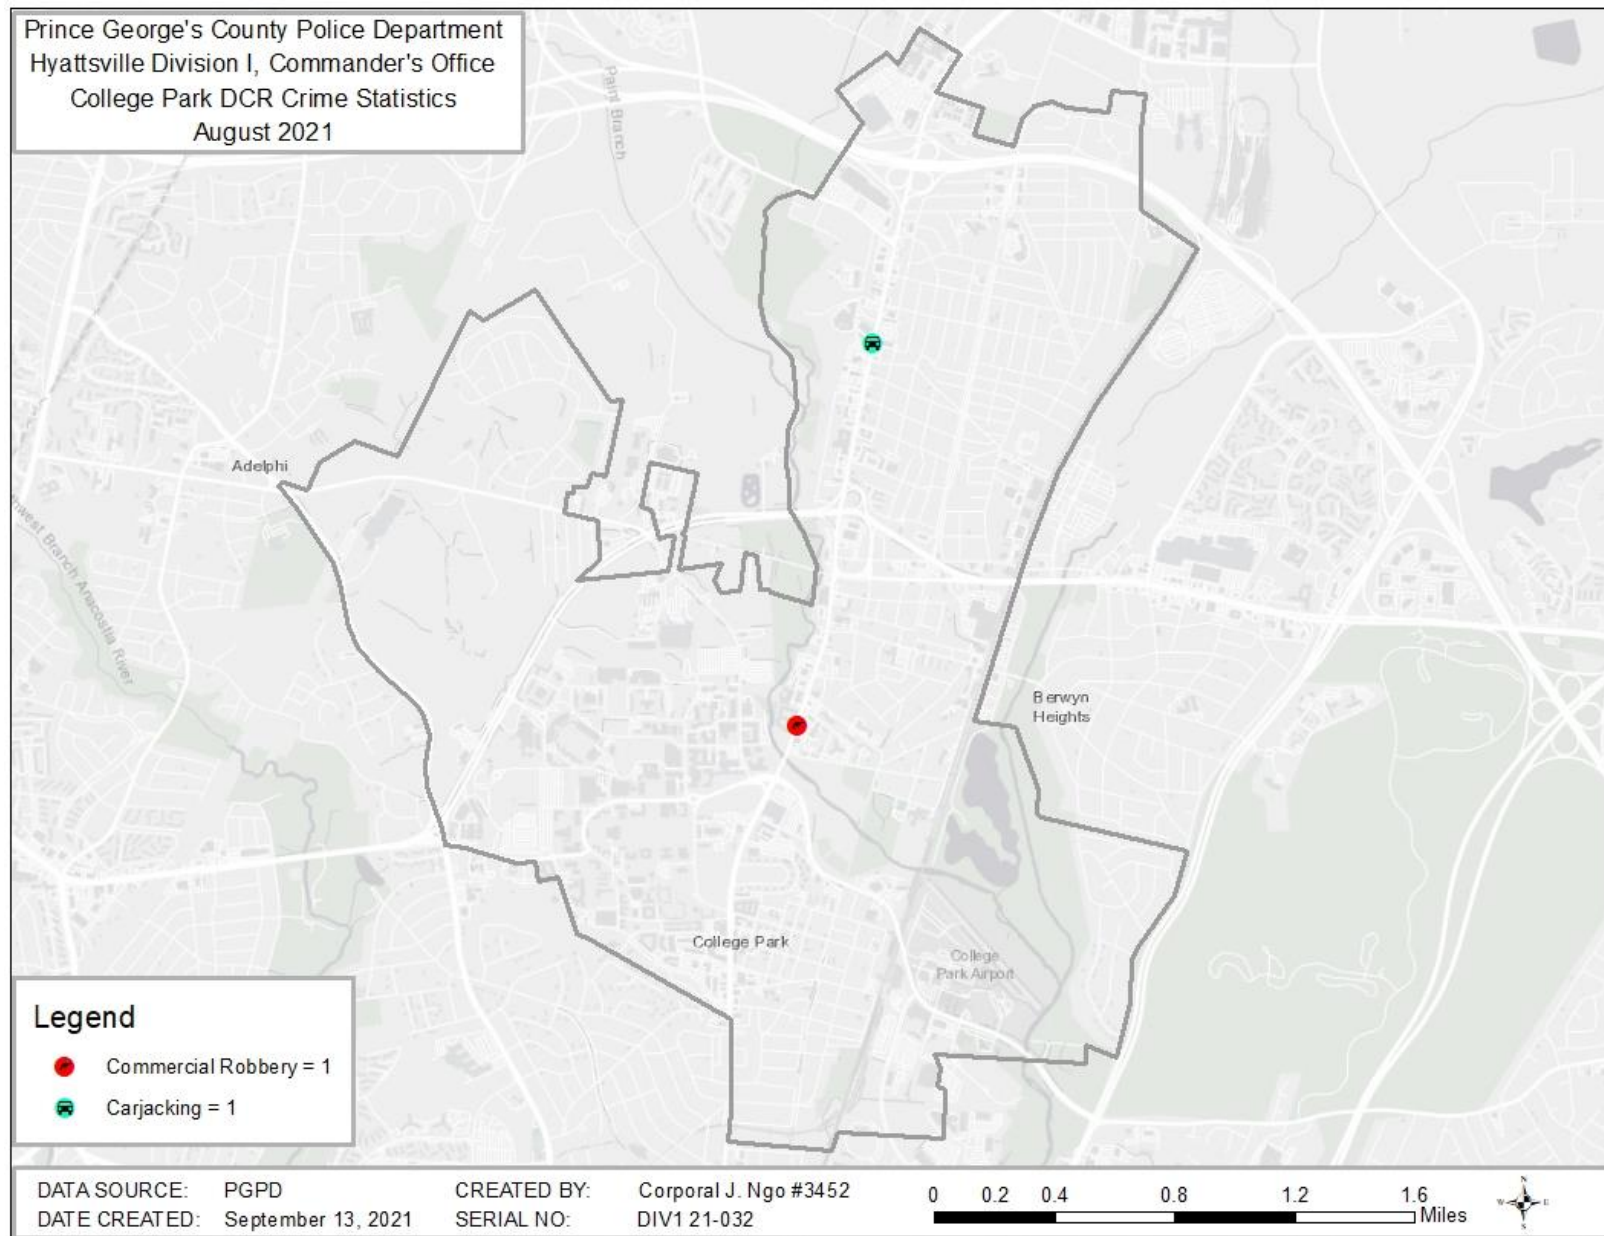 Prince George's County Police Department
Hyattsville Division I, Commander's Office
College Park DCR Crime Statistics
August 2021
Paint Branch
Adelphi
west Branch Anacostia River
Berwyn
Heights
College Park
College
Park Airport
Legend
Commercial Robbery = 1
Carjacking = 1
DATA SOURCE: PGPD
CREATED BY: Corporal J. Ngo #3452
DATE CREATED: September 13, 2021
SERIAL NO: DIV1 21-032
0 0.2 0.4 0.8 1.2 1.6
Miles
N
W E
S